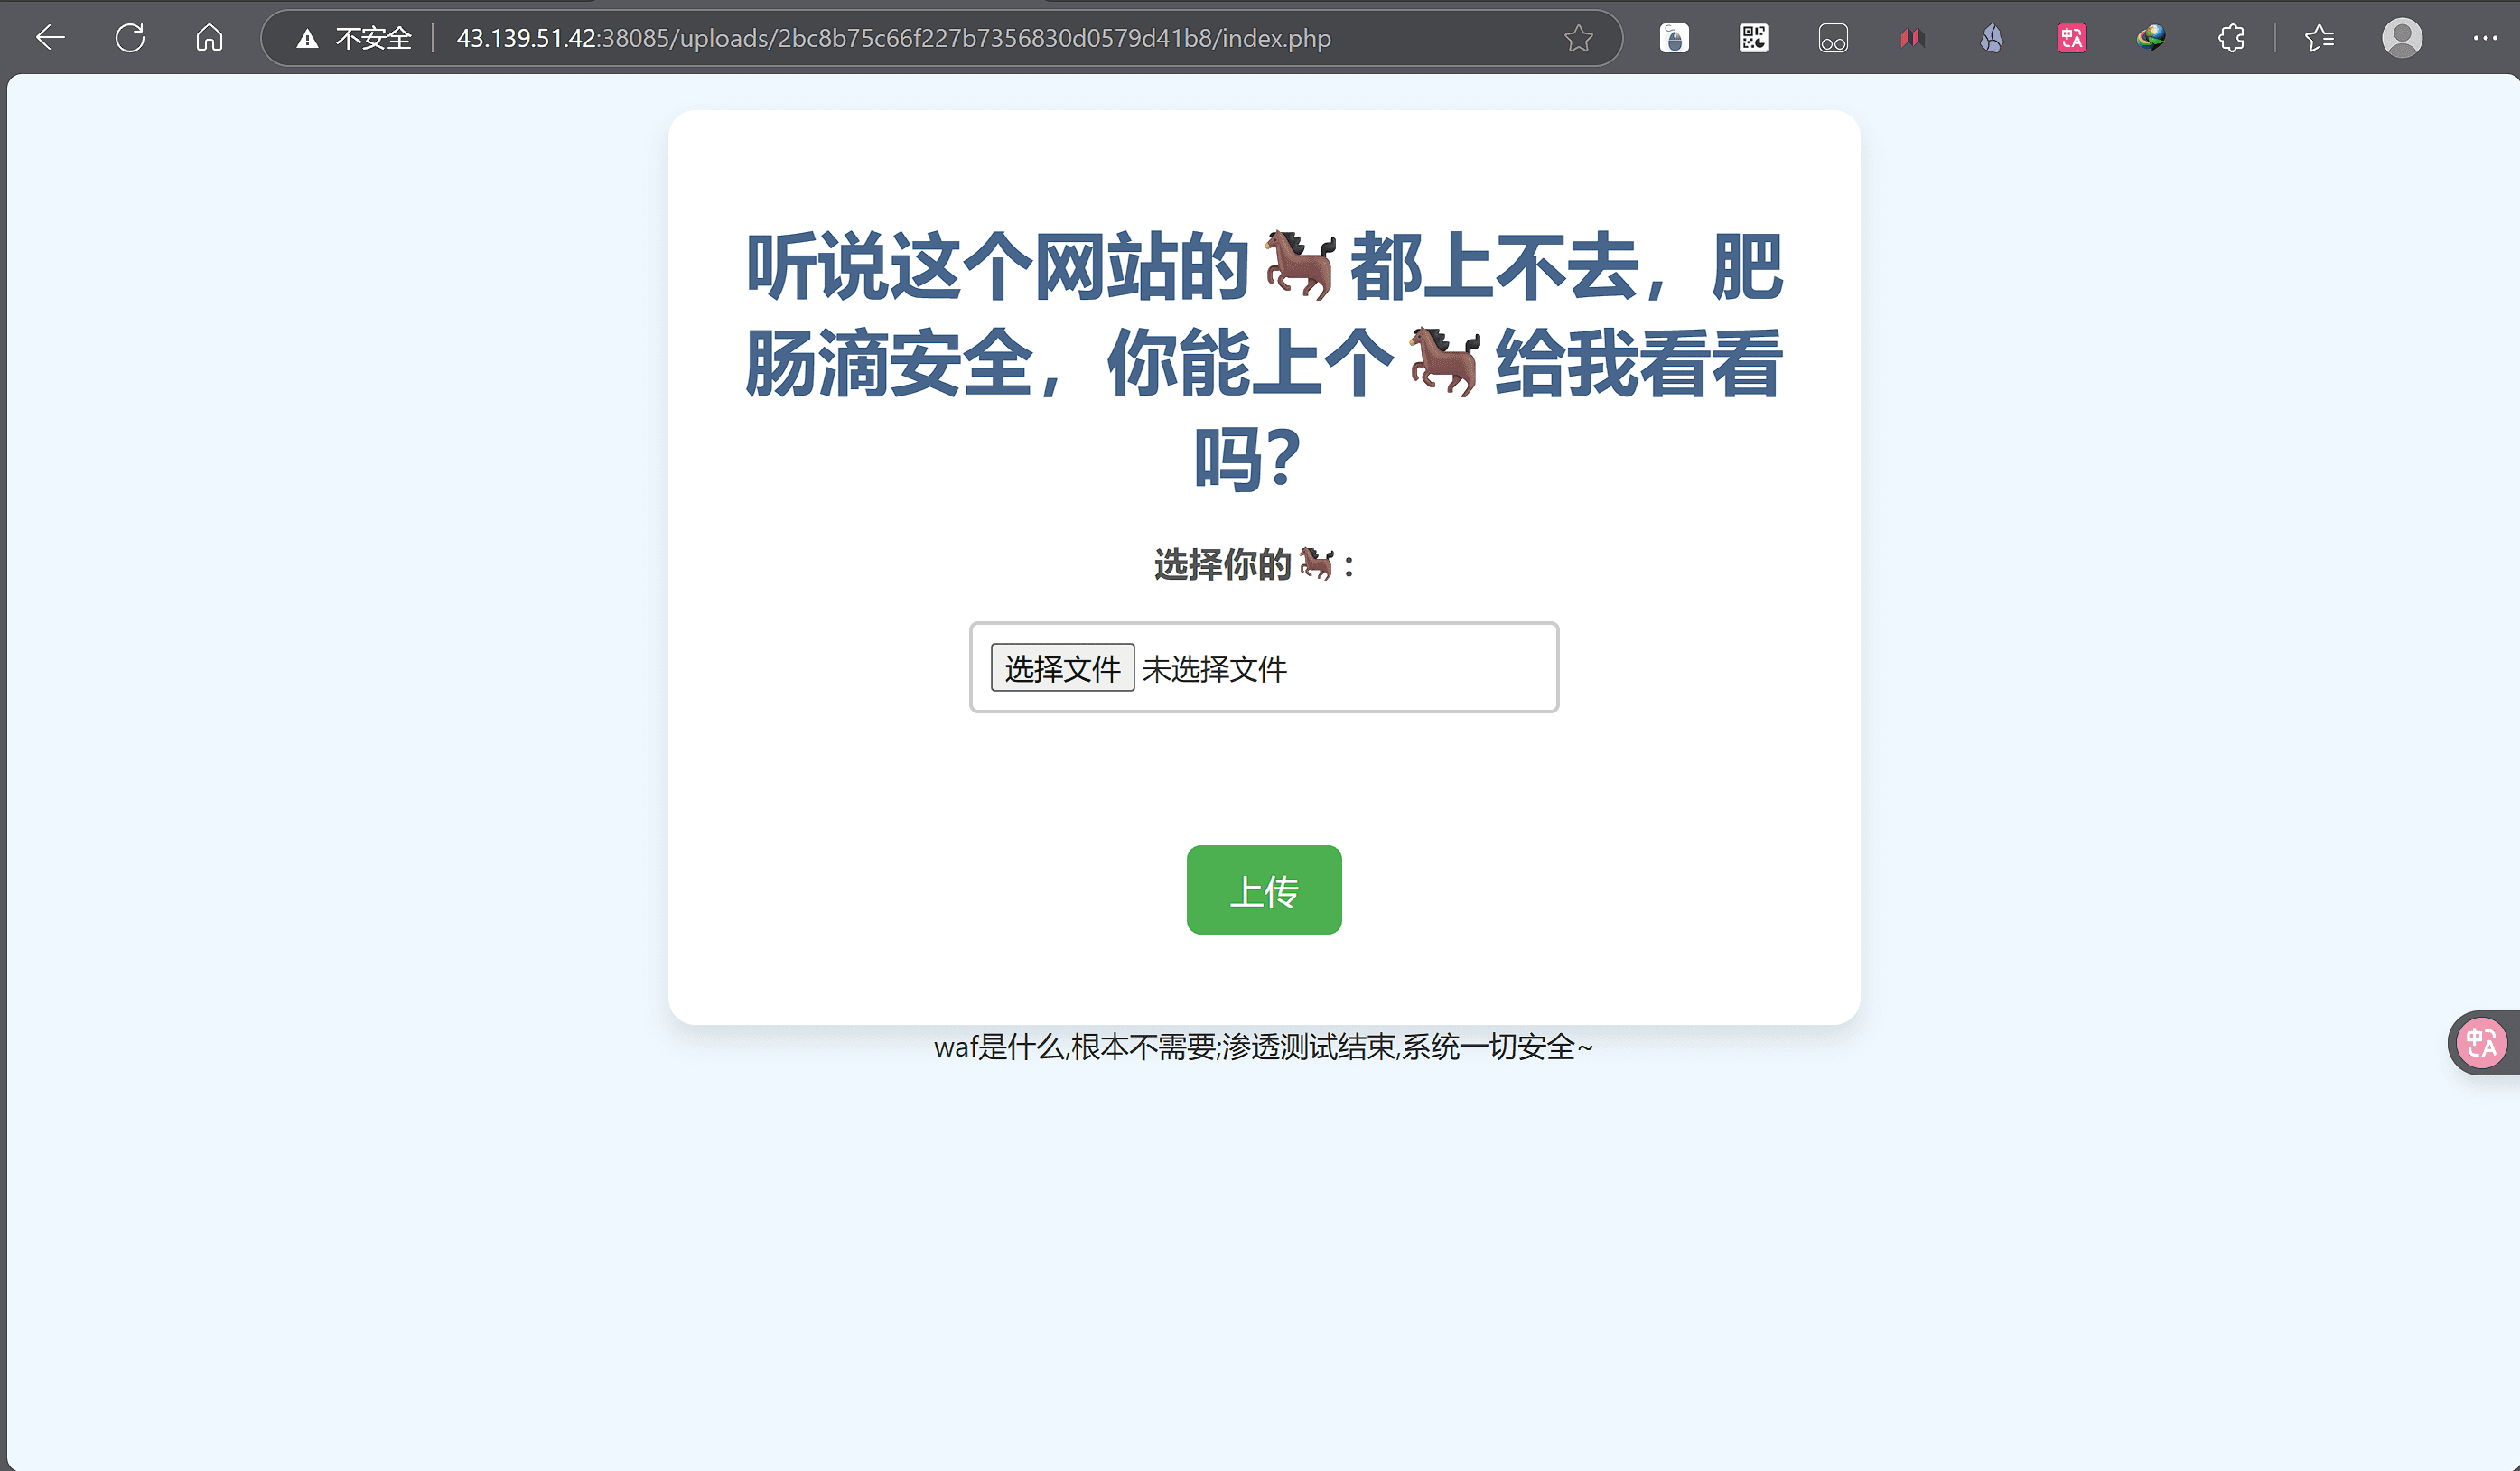 不安全 43.139.51.42:38085/uploads/2bc8b75c66f227b7356830d0579d41b8/index.php
听说这个网站的🐎都上不去，肥
肠滴安全，你能上个🐎给我看看
吗？
选择你的🐎：
选择文件 未选择文件
上传
waf是什么,根本不需要;渗透测试结束,系统一切安全~